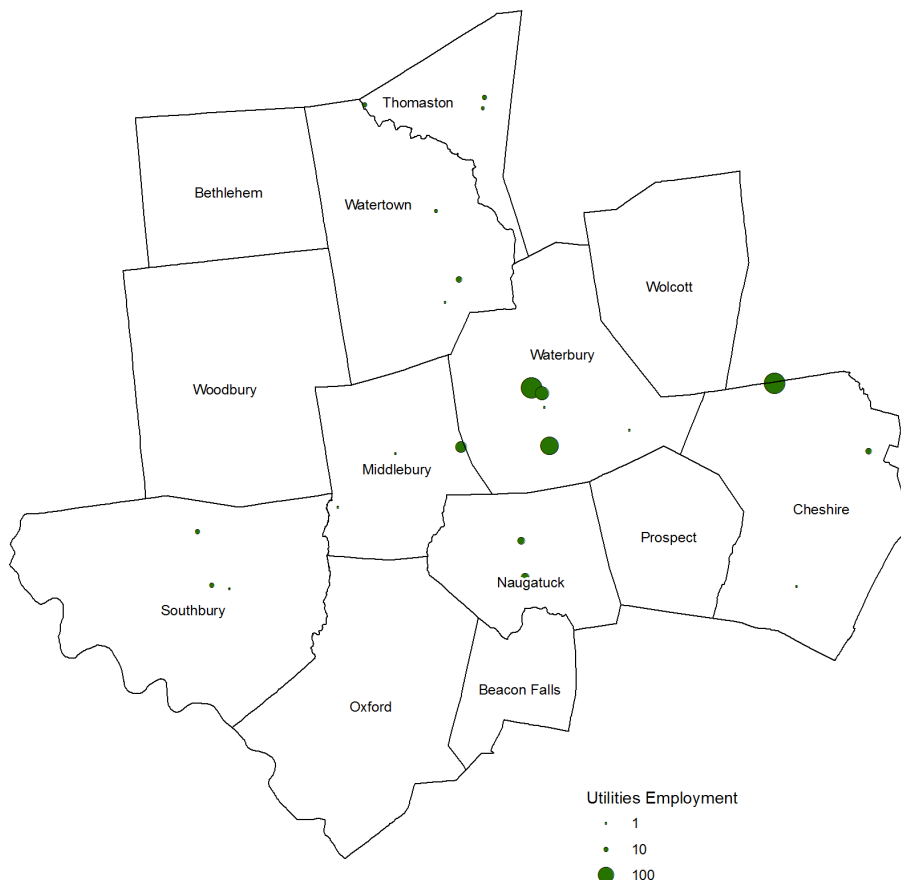 Thomaston
Bethlehem
Watertown
Wolcott
Waterbury
Woodbury
Middlebury
Cheshire
Prospect
Naugatuck
Southbury
Beacon Falls
Oxford
Utilities Employment
1
10
100